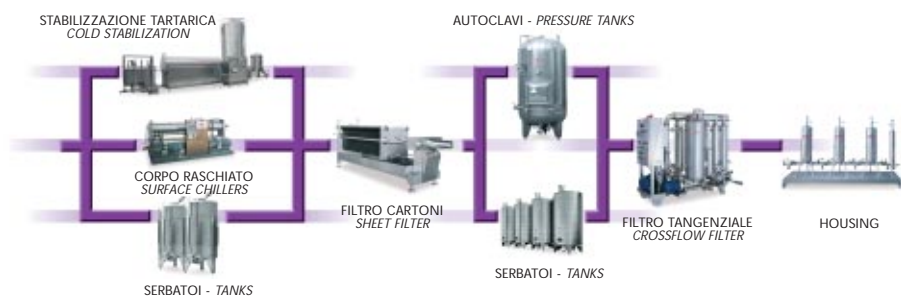 STABILIZZAZIONE TARTARICA
COLD STABILIZATION
AUTOCLAVI - PRESSURE TANKS
CORPO RASCHIATO
SURFACE CHILLERS
FILTRO CARTONI
SHEET FILTER
FILTRO TANGENZIALE
CROSSFLOW FILTER
HOUSING
SERBATOI - TANKS
SERBATOI - TANKS